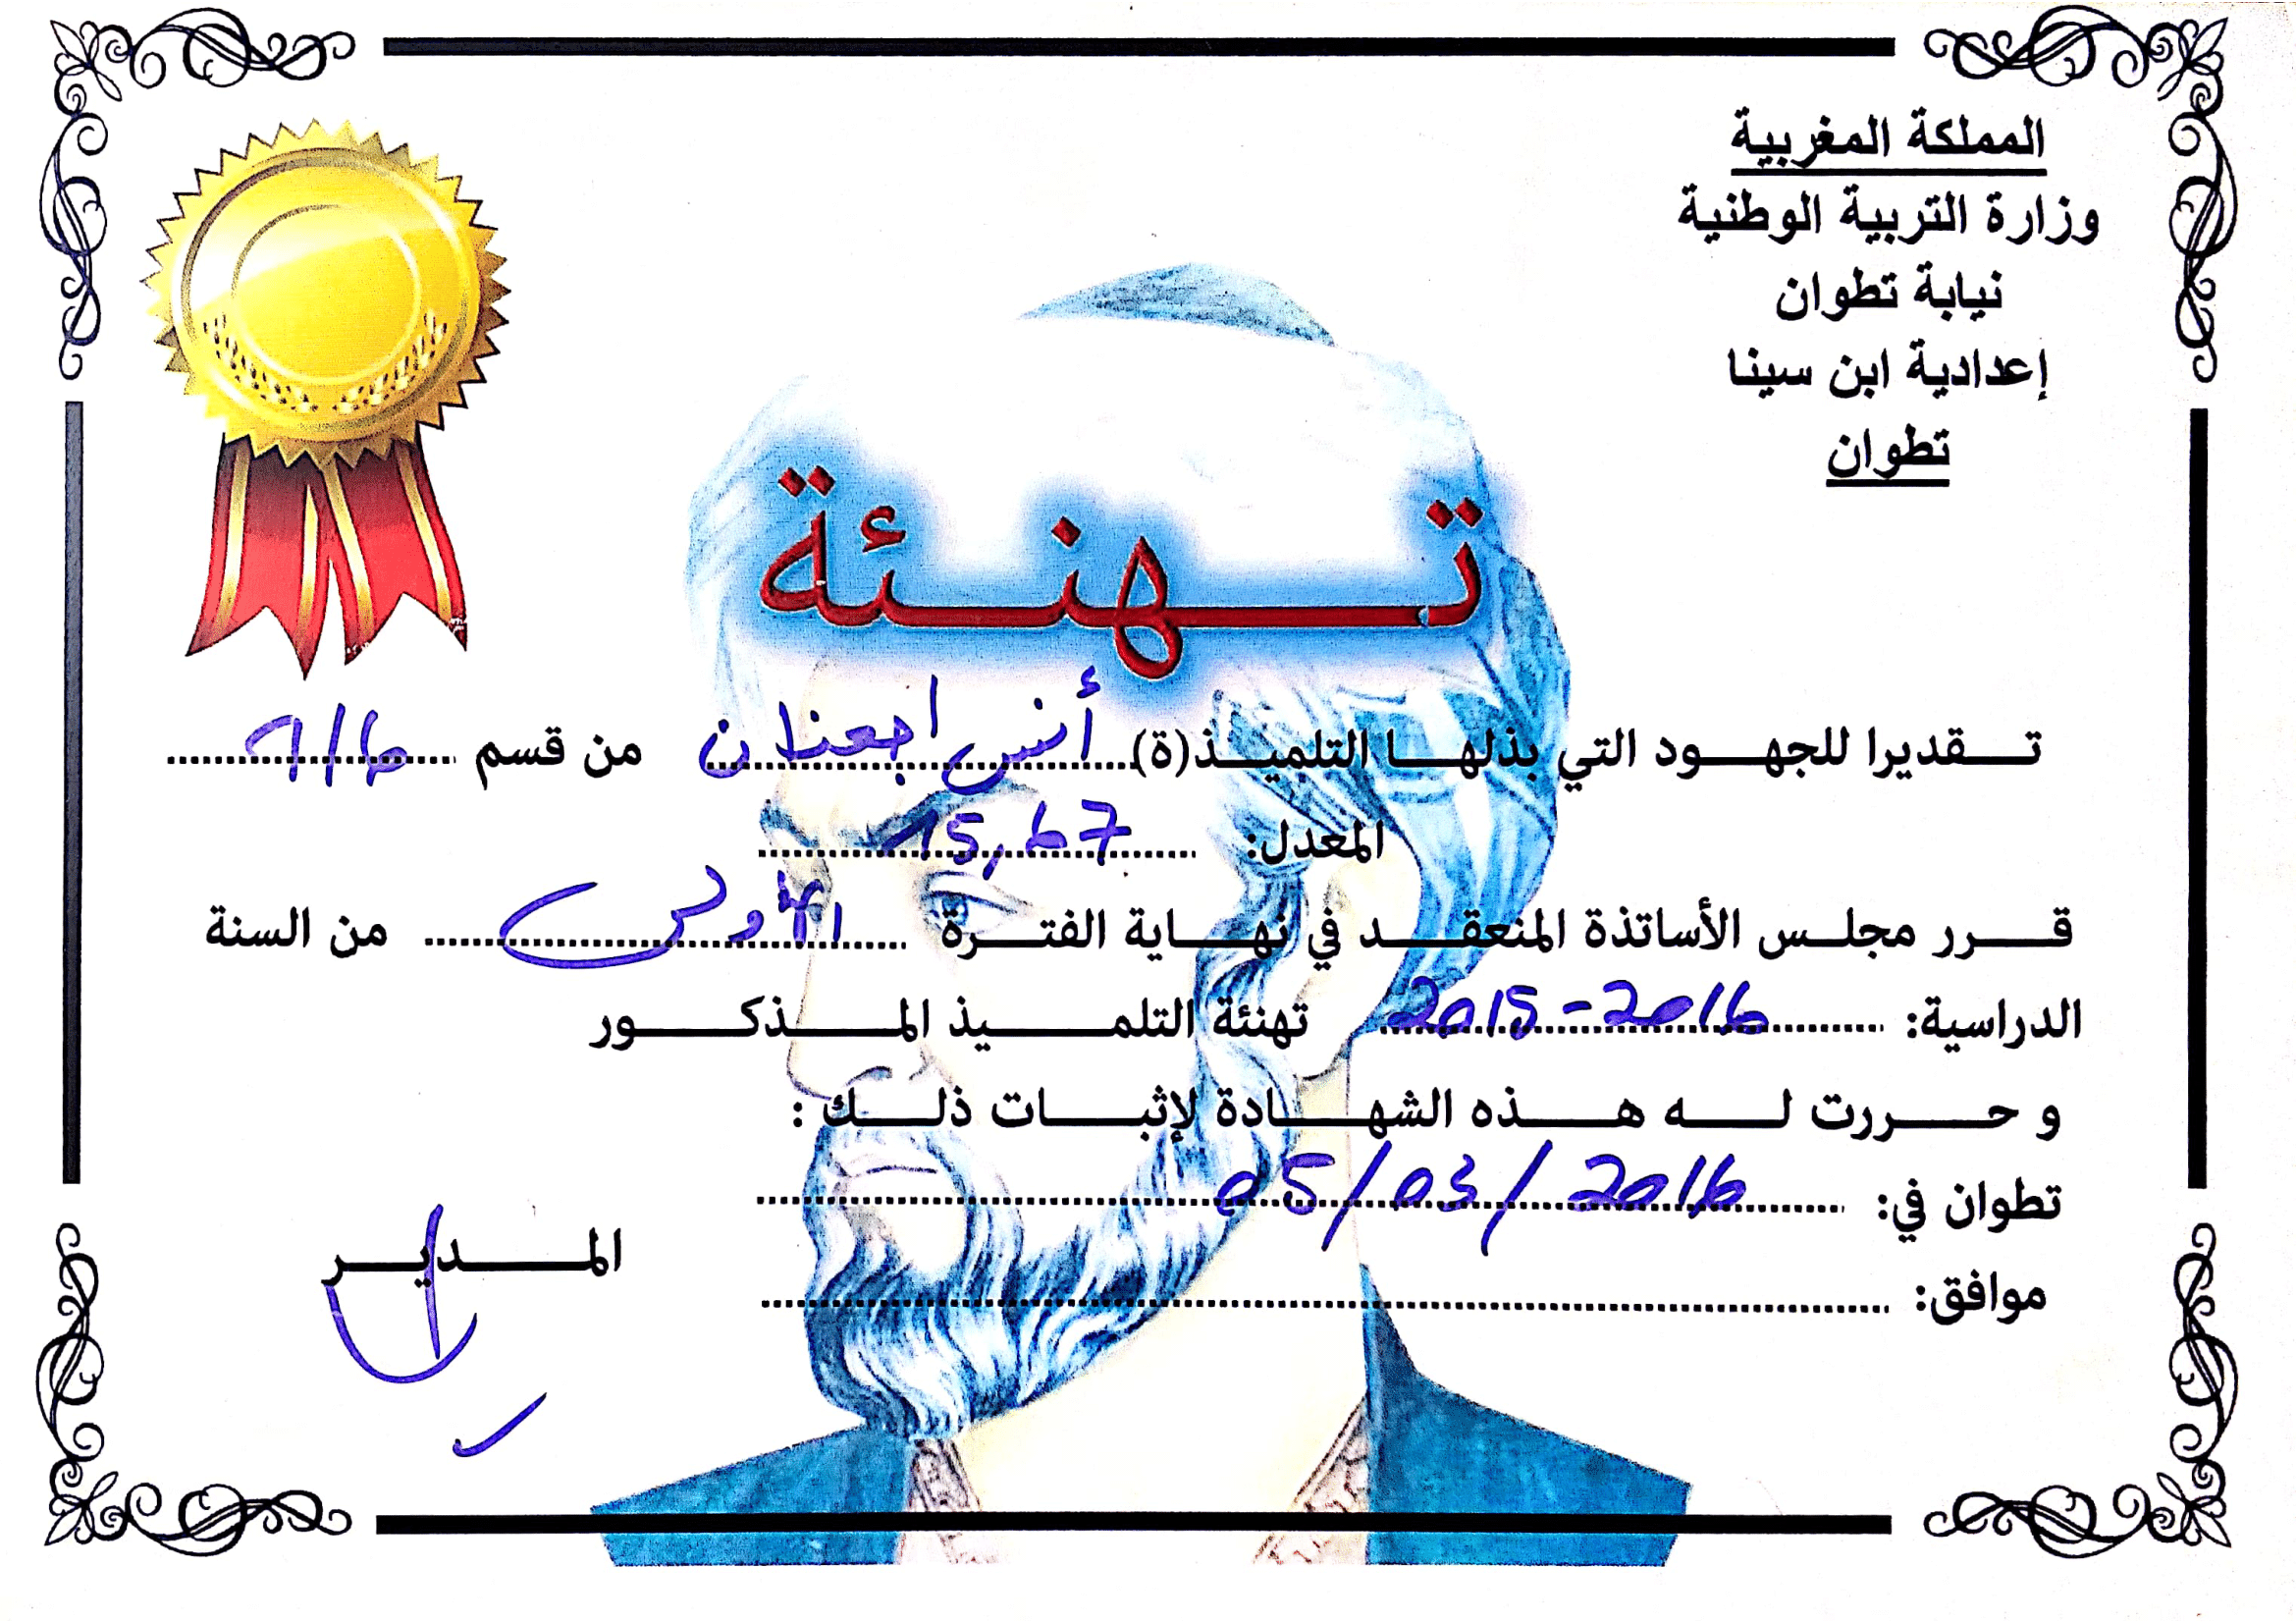 المملكة المغربية
وزارة التربية الوطنية
نيابة تطوان
إعدادية ابن سينا
تطوان
تهنئة
تقديرا للجهود التي بذلها التلميذ(ة) أنس اجعنان من قسم 1/6
المعدل: 15,67
قرر مجلس الأساتذة المنعقد في نهاية الفترة الأولى من السنة
الدراسية: 2015-2016 تهنئة التلميذ المذكور
و حررت له هذه الشهادة لإثبات ذلك :
تطوان في: 05/03/2016
موافق:
المدير